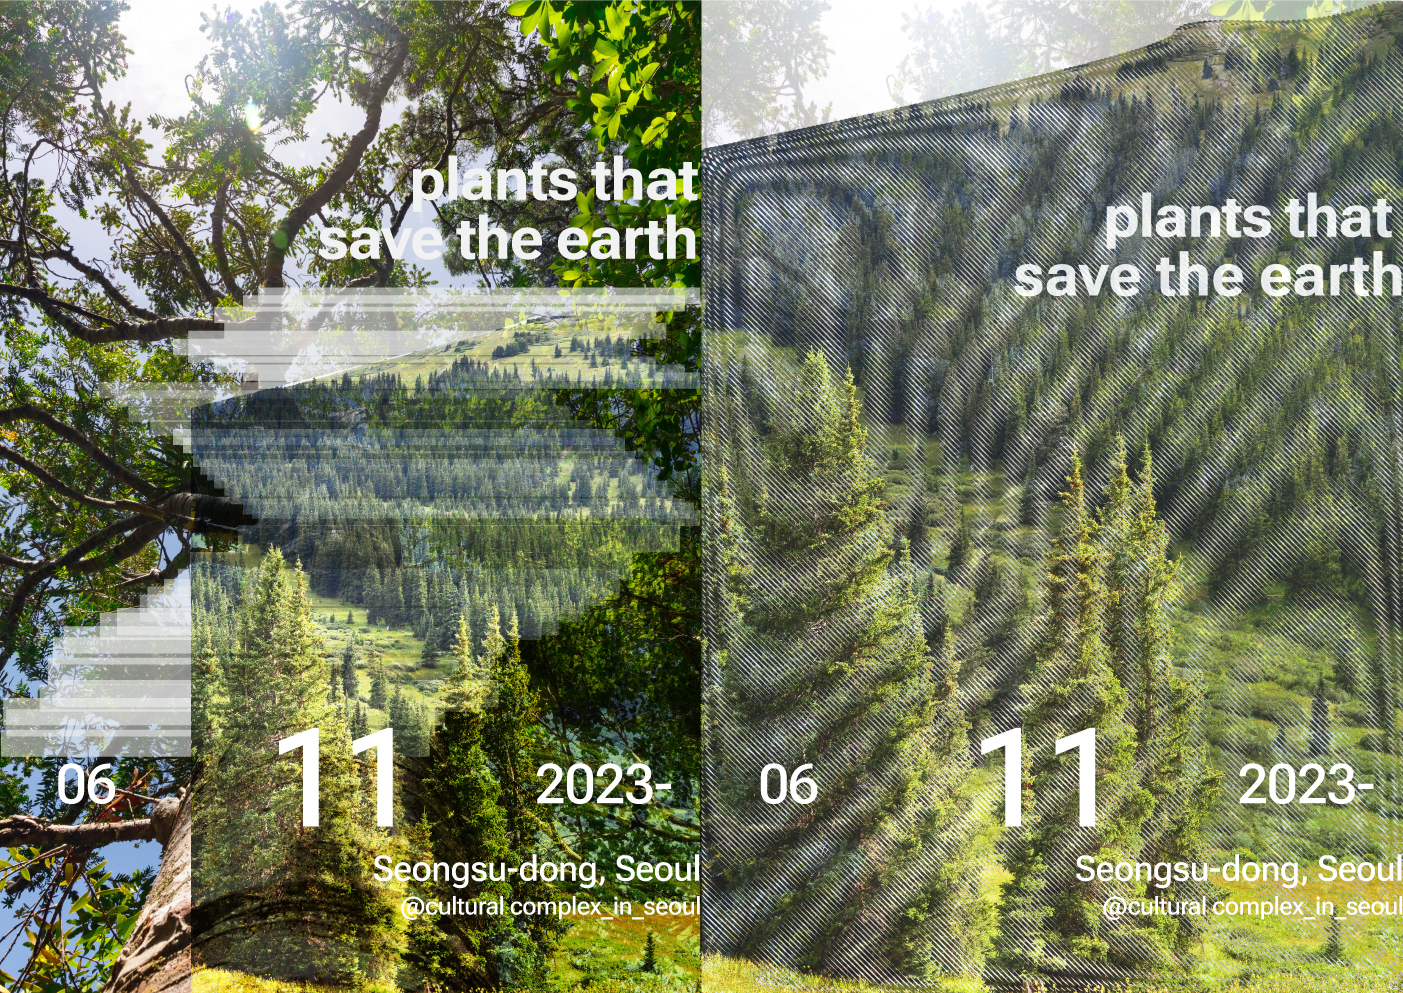 plants that
save the earth
06
11
2023-
Seongsu-dong, Seoul
@cultural complex_in_seoul
plants that
save the earth
06
11
2023-
Seongsu-dong, Seoul
@cultural complex_in_seoul